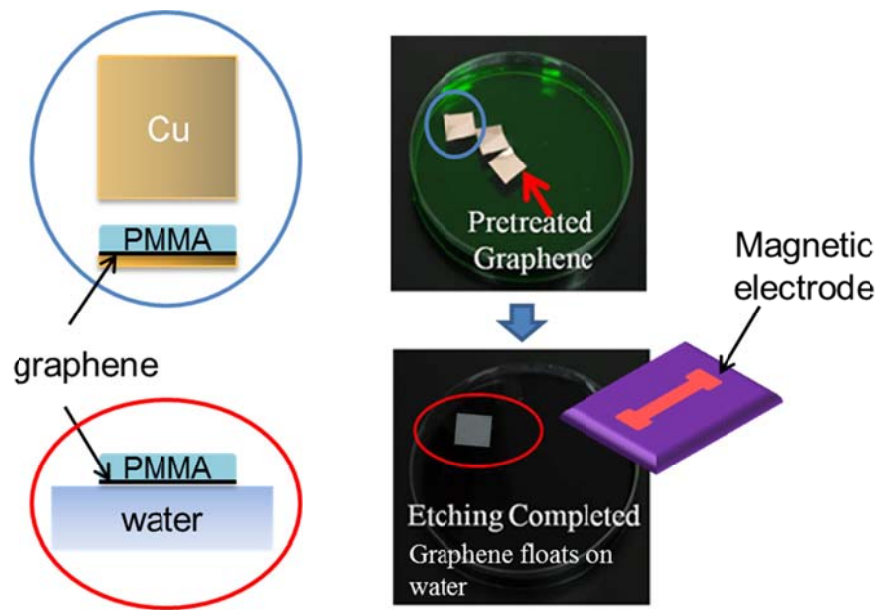 Cu
PMMA
graphene
PMMA
water
Pretreated
Graphene
Magnetic
electrode
Etching Completed
Graphene floats on
water